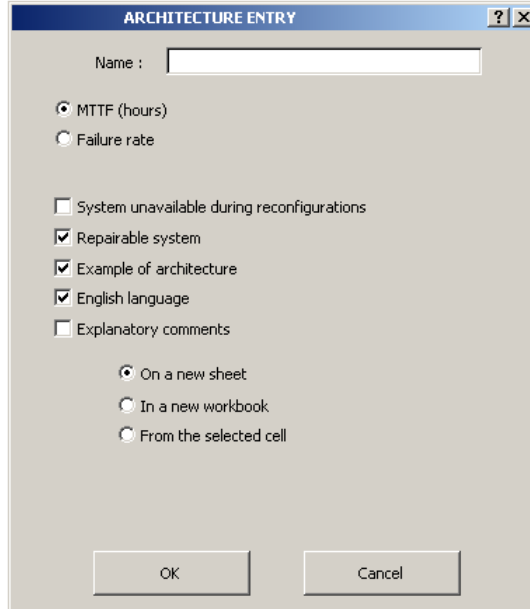 ARCHITECTURE ENTRY ? X
Name :
MTTF (hours)
Failure rate
System unavailable during reconfigurations
Repairable system
Example of architecture
English language
Explanatory comments
On a new sheet
In a new workbook
From the selected cell
OK Cancel